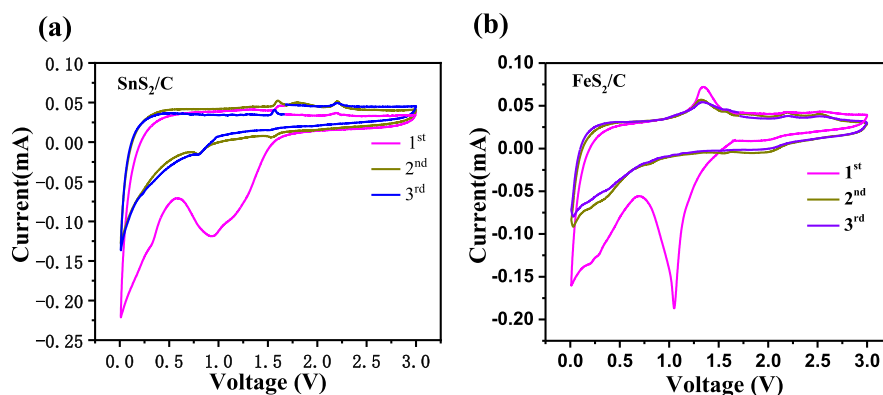 (a)
SnS₂/C
0.10
0.05
0.00
−0.05
−0.10
−0.15
−0.20
−0.25
Current(mA)
1st
2nd
3rd
0.0 0.5 1.0 1.5 2.0 2.5 3.0
Voltage (V)
(b)
FeS₂/C
0.10
0.05
0.00
-0.05
-0.10
-0.15
-0.20
Current(mA)
1st
2nd
3rd
0.0 0.5 1.0 1.5 2.0 2.5 3.0
Voltage (V)